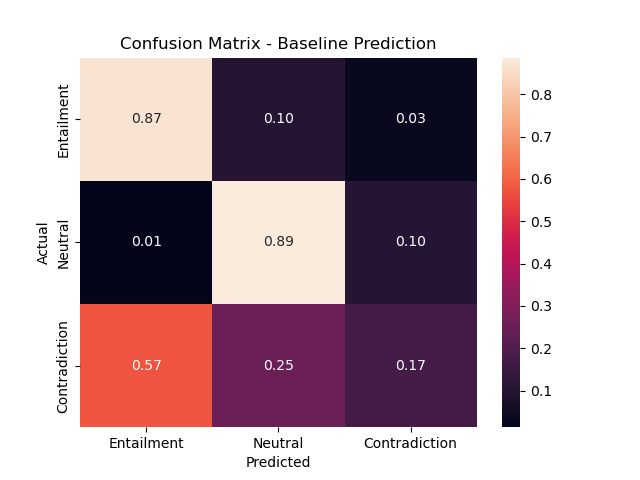 Confusion Matrix - Baseline Prediction
Actual
Entailment
Neutral
Contradiction
0.87 0.10 0.03
0.01 0.89 0.10
0.57 0.25 0.17
Entailment Neutral Contradiction
Predicted
0.8
0.7
0.6
0.5
0.4
0.3
0.2
0.1